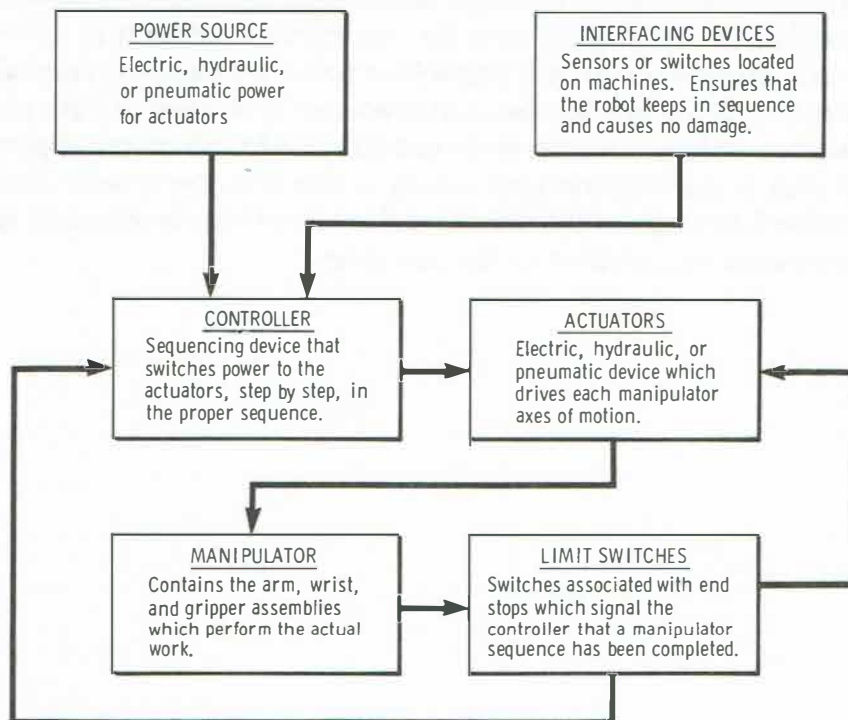 POWER SOURCE
Electric, hydraulic,
or pneumatic power
for actuators
INTERFACING DEVICES
Sensors or switches located
on machines. Ensures that
the robot keeps in sequence
and causes no damage.
CONTROLLER
Sequencing device that
switches power to the
actuators, step by step, in
the proper sequence.
ACTUATORS
Electric, hydraulic, or
pneumatic device which
drives each manipulator
axes of motion.
MANIPULATOR
Contains the arm, wrist,
and gripper assemblies
which perform the actual
work.
LIMIT SWITCHES
Switches associated with end
stops which signal the
controller that a manipulator
sequence has been completed.